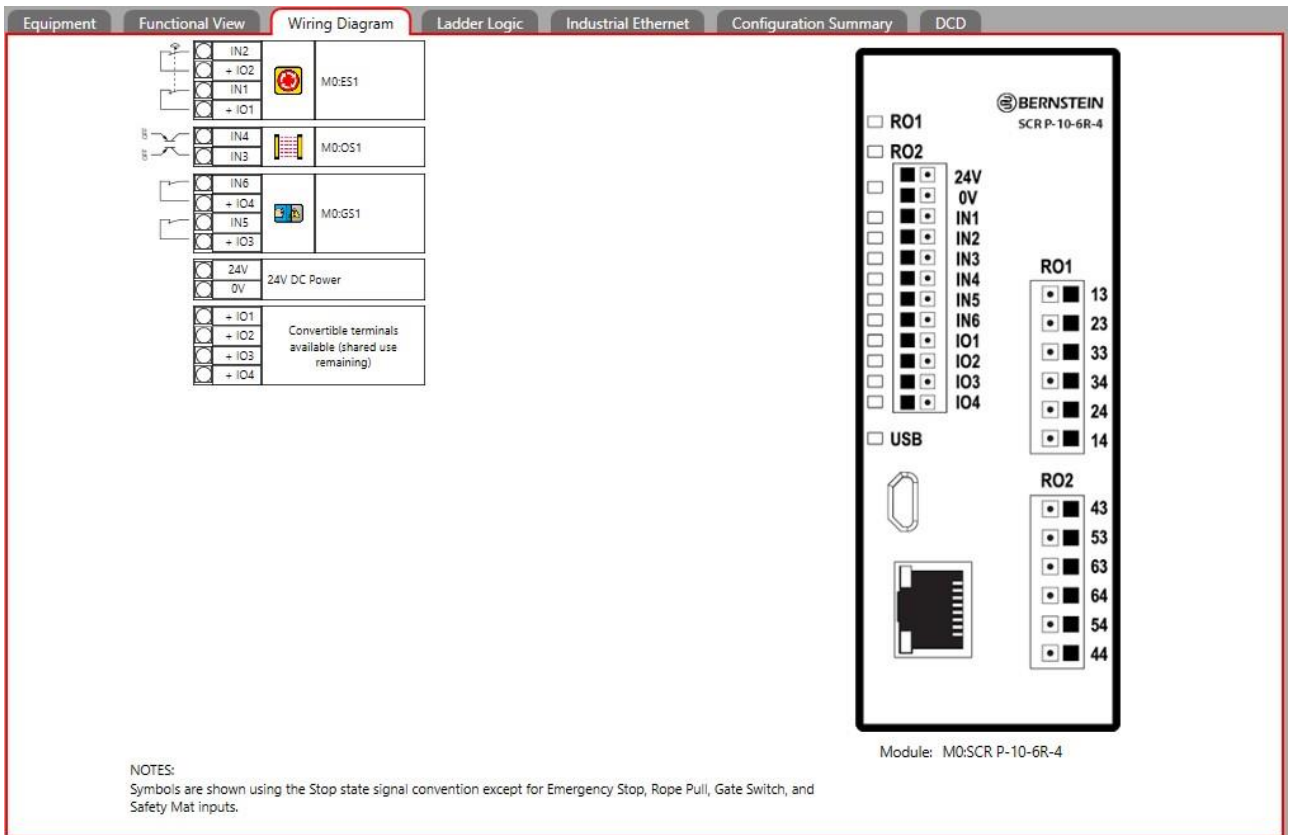 Equipment
Functional View
Wiring Diagram
Ladder Logic
Industrial Ethernet
Configuration Summary
DCD
IN2
+ IO2
IN1
+ IO1
M0:ES1
OFF
OFF
IN4
IN3
M0:OS1
IN6
+ IO4
IN5
+ IO3
M0:GS1
24V
0V
24V DC Power
+ IO1
+ IO2
+ IO3
+ IO4
Convertible terminals
available (shared use
remaining)
BERNSTEIN
SCR P-10-6R-4
RO1
RO2
24V
0V
IN1
IN2
IN3
IN4
IN5
IN6
IO1
IO2
IO3
IO4
USB
RO1
13
23
33
34
24
14
RO2
43
53
63
64
54
44
Module: M0:SCR P-10-6R-4
NOTES:
Symbols are shown using the Stop state signal convention except for Emergency Stop, Rope Pull, Gate Switch, and
Safety Mat inputs.